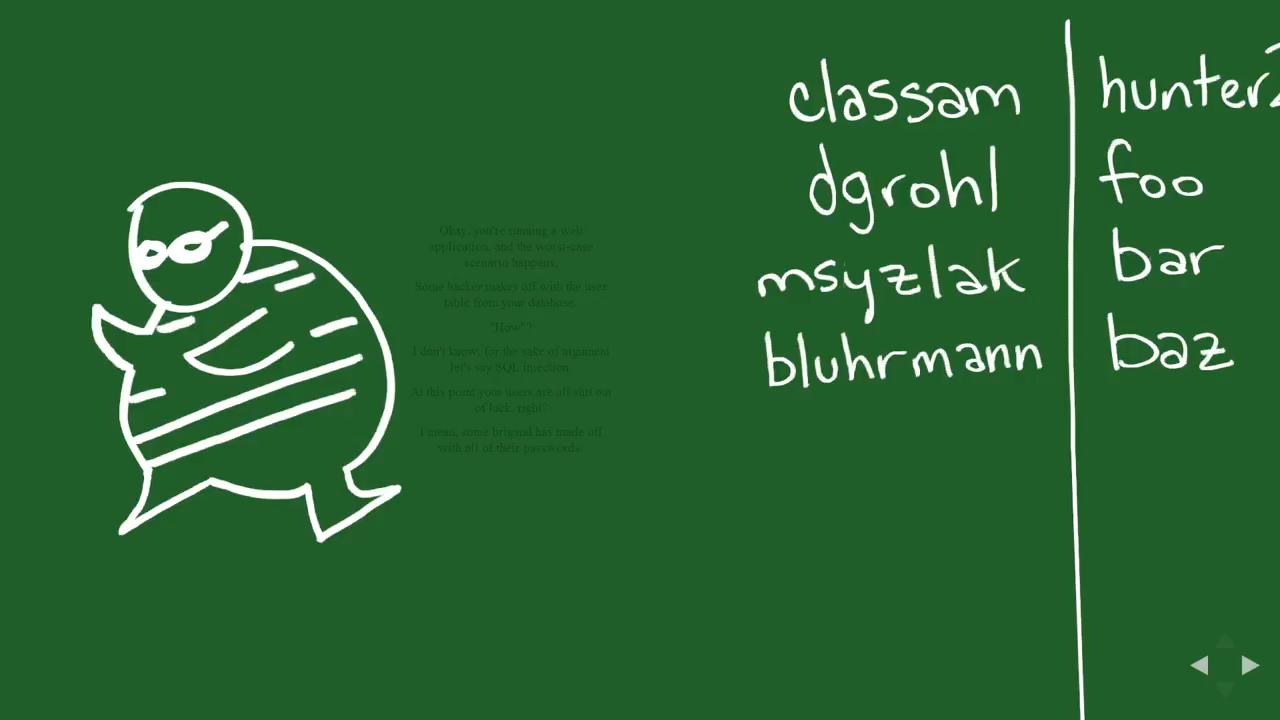 classam hunter2
dgrohl foo
msyzlak bar
bluhrmann baz
Okay, you're running a web
application, and the worst-case
scenario happens.
Some hacker makes off with the user
table from your database.
"How"?
I don't know, for the sake of argument
let's say SQL injection.
At this point your users are all shit out
of luck, right?
I mean, some brigand has made off
with all of their passwords.